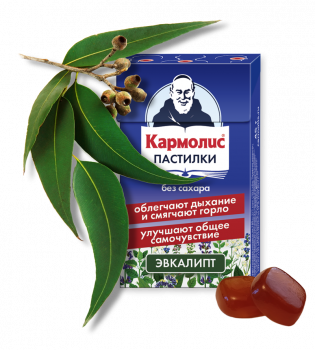 Кармолис®
ПАСТИЛКИ
без сахара
облегчают дыхание
и смягчают горло
улучшают общее
самочувствие
ЭВКАЛИПТ